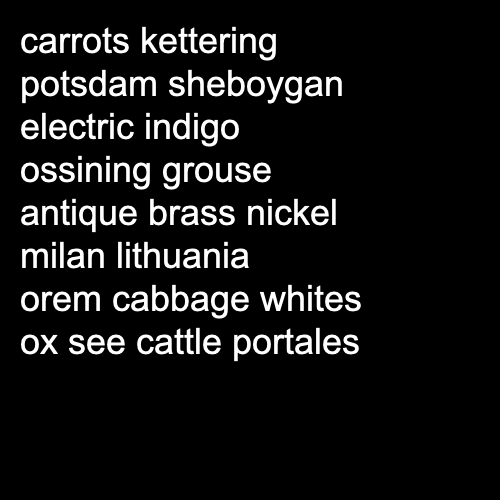 carrots kettering
potsdam sheboygan
electric indigo
ossining grouse
antique brass nickel
milan lithuania
orem cabbage whites
ox see cattle portales